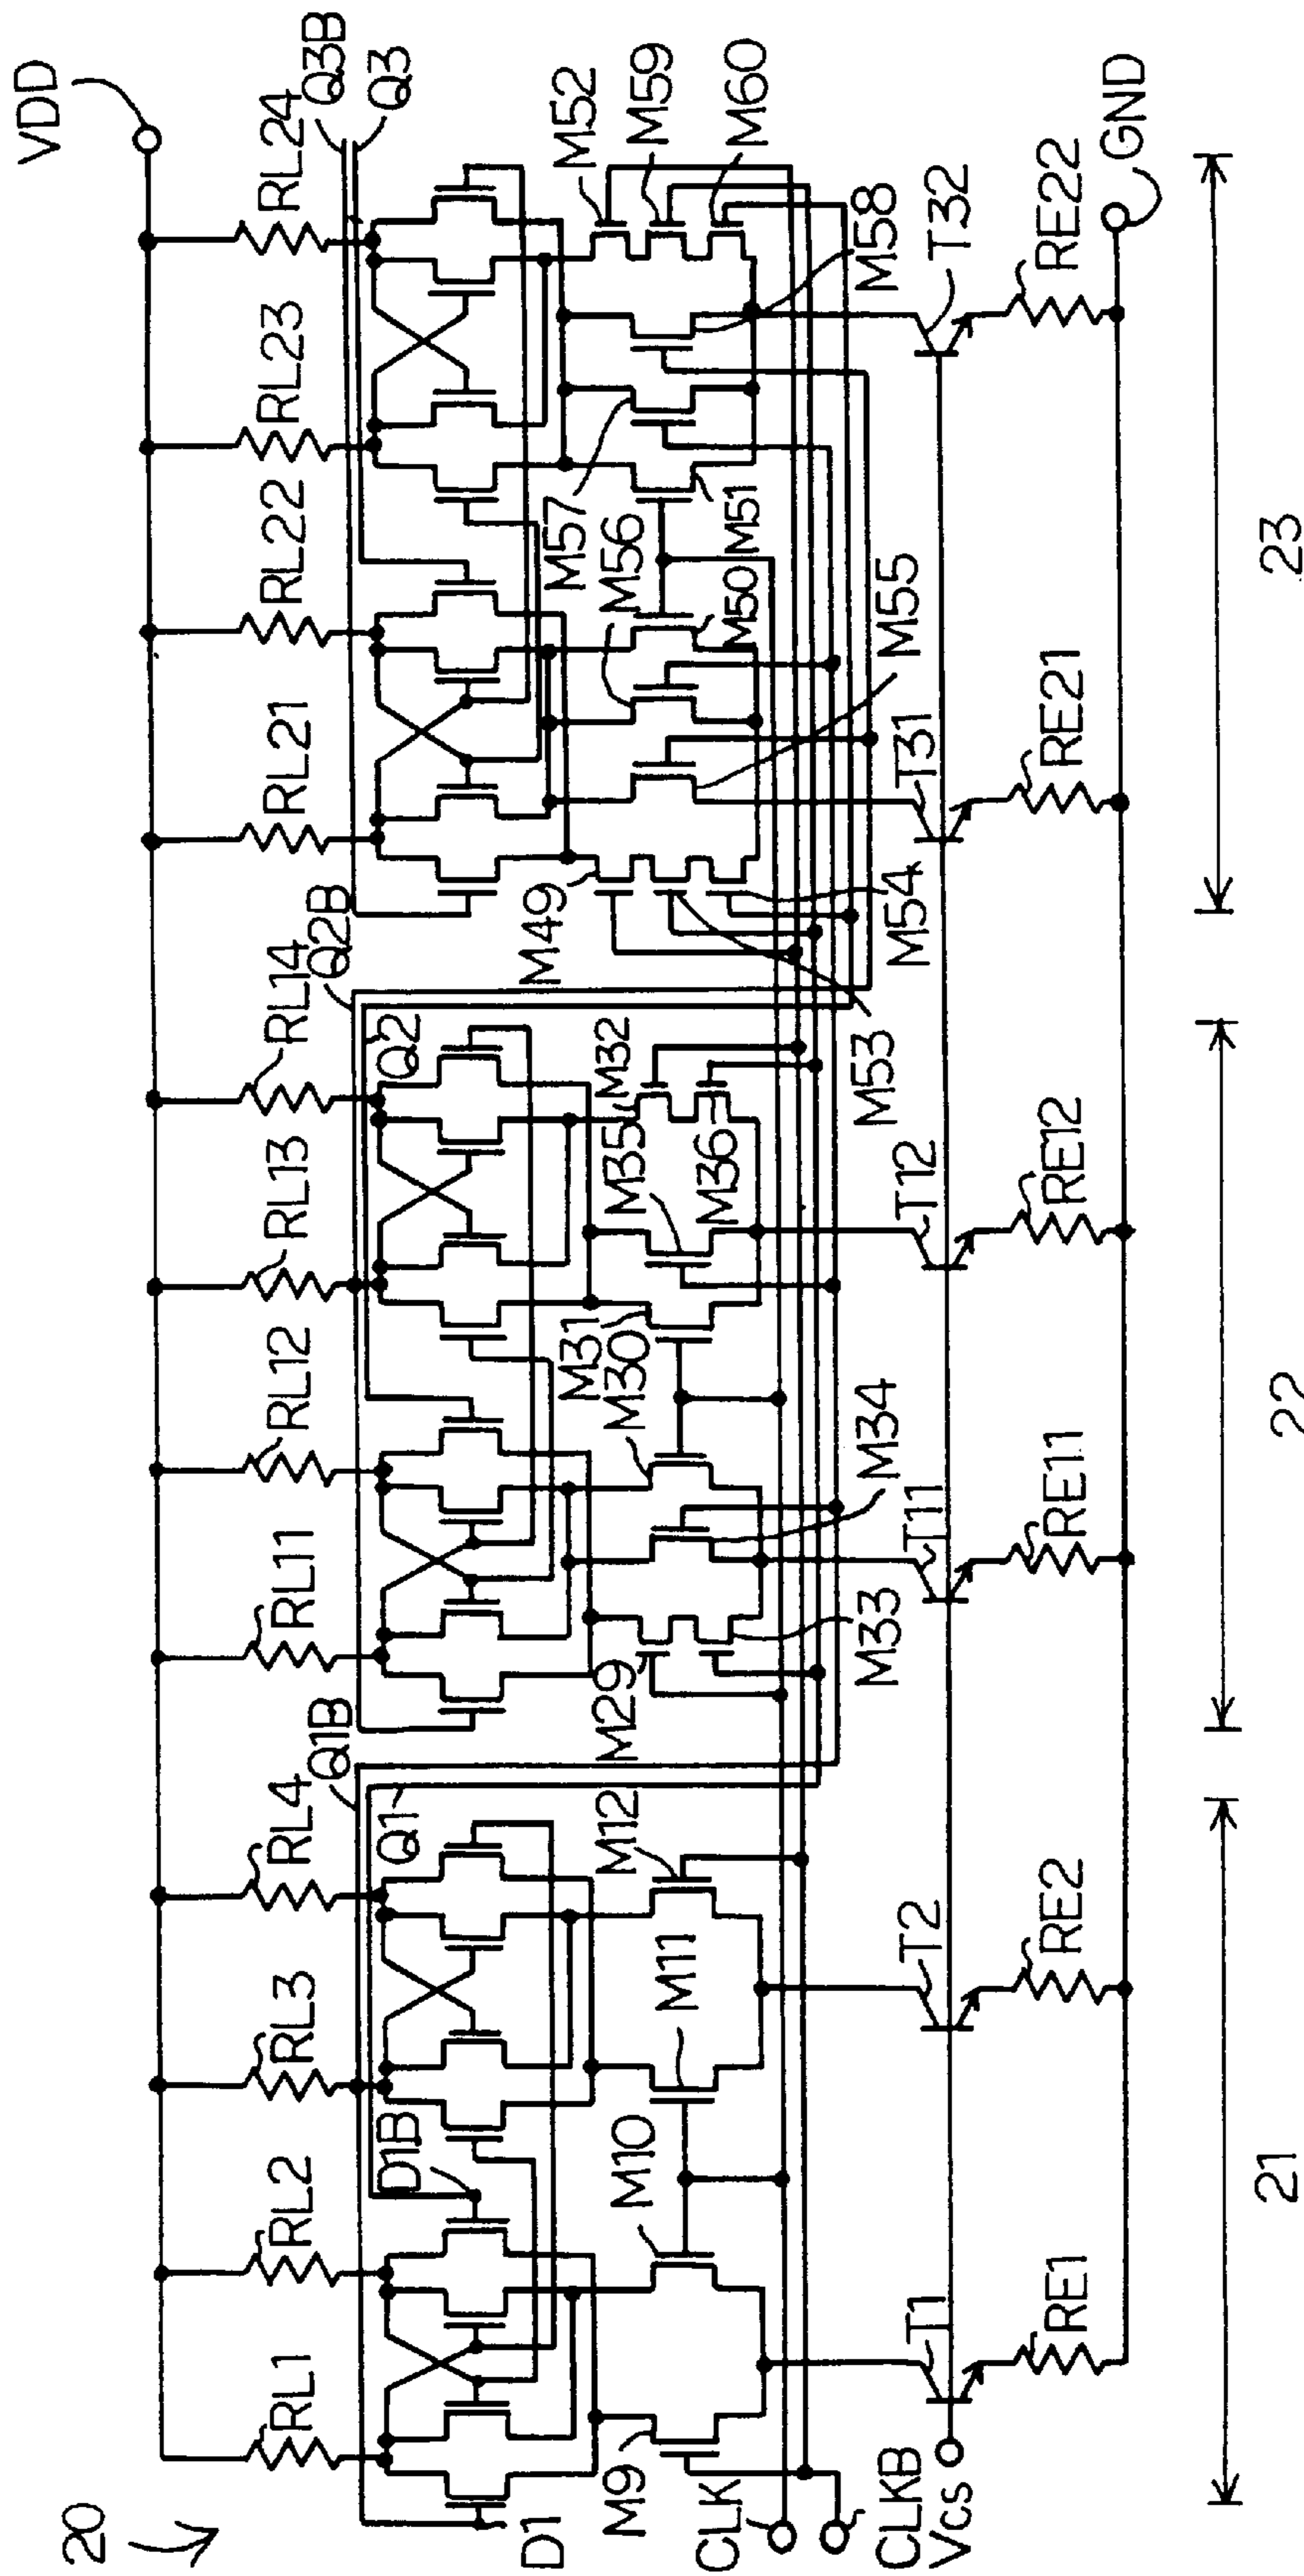 20
VDD
RL1
RL2
RL3
RL4
RL11
RL12
RL13
RL14
RL21
RL22
RL23
RL24
Q1B
Q1
Q2B
Q2
Q3B
Q3
D1
D1B
M9
M10
M11
M12
M29
M30
M31
M32
M33
M34
M35
M36
M49
M50
M51
M52
M53
M54
M55
M56
M57
M58
M59
M60
CLK
CLKB
Vcs
T1
T2
T11
T12
T31
T32
RE1
RE2
RE11
RE12
RE21
RE22
GND
21
22
23